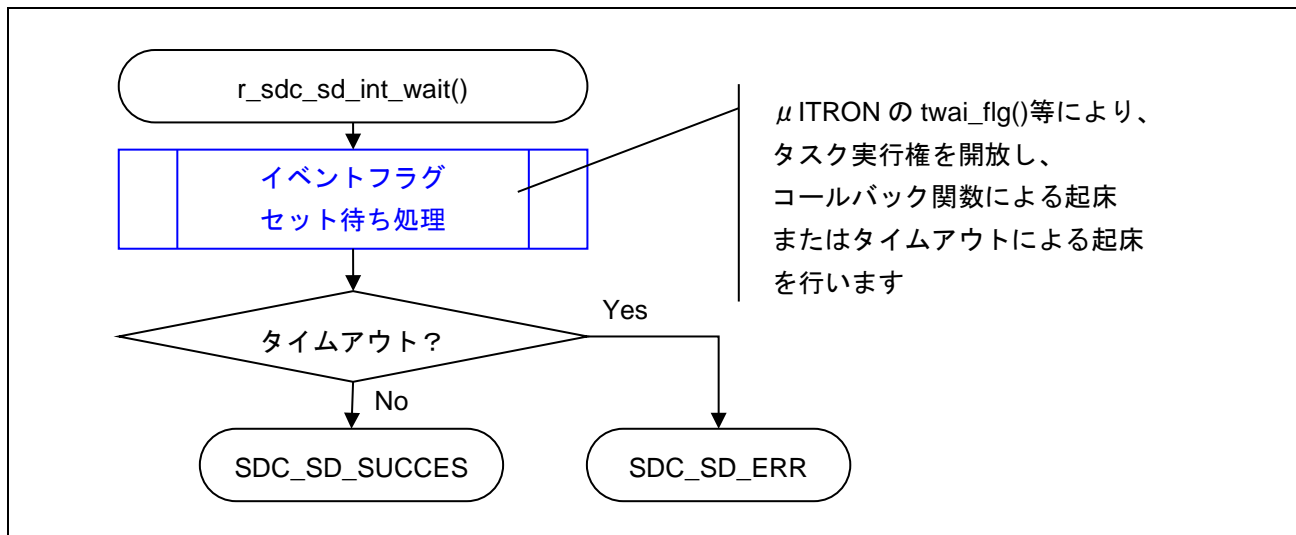 r_sdc_sd_int_wait()
μ ITRON の twai_flg()等により、
タスク実行権を開放し、
コールバック関数による起床
またはタイムアウトによる起床
を行います
イベントフラグ
セット待ち処理
タイムアウト？
Yes
No
SDC_SD_SUCCES
SDC_SD_ERR